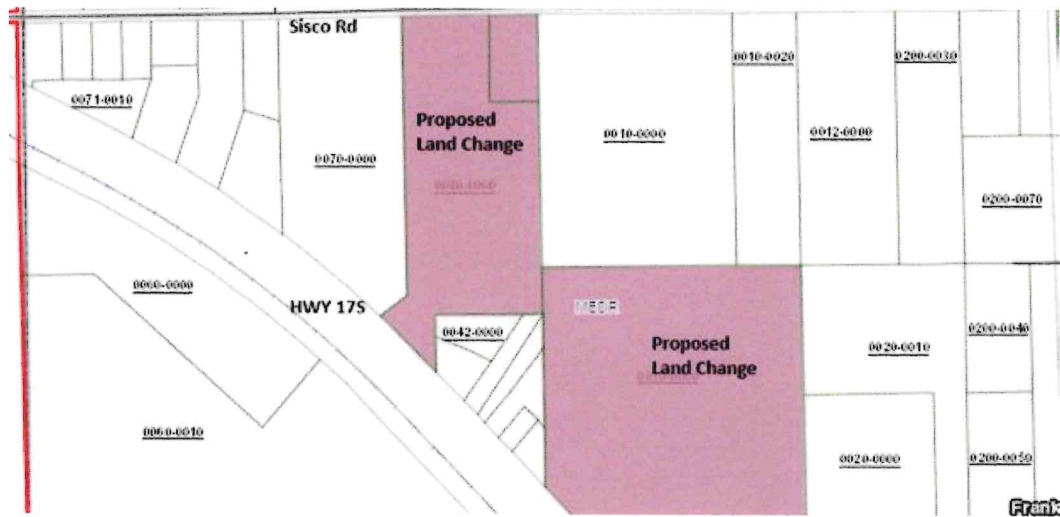 Sisco Rd
0010-0020
0200-0030
0071-0010
Proposed
Land Change
0010-0000
0012-0000
0070-0000
0200-0070
0060-0000
HWY 17S
0042-0000
Proposed
Land Change
0020-0010
0200-0040
0060-0010
0020-0000
0200-0050
Frank